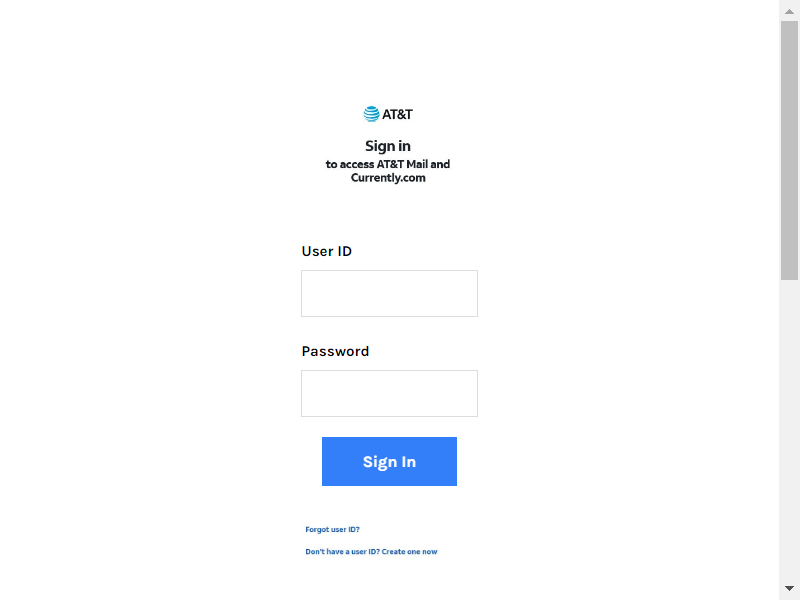 AT&T
Sign in
to access AT&T Mail and
Currently.com
User ID
Password
Sign In
Forgot user ID?
Don't have a user ID? Create one now